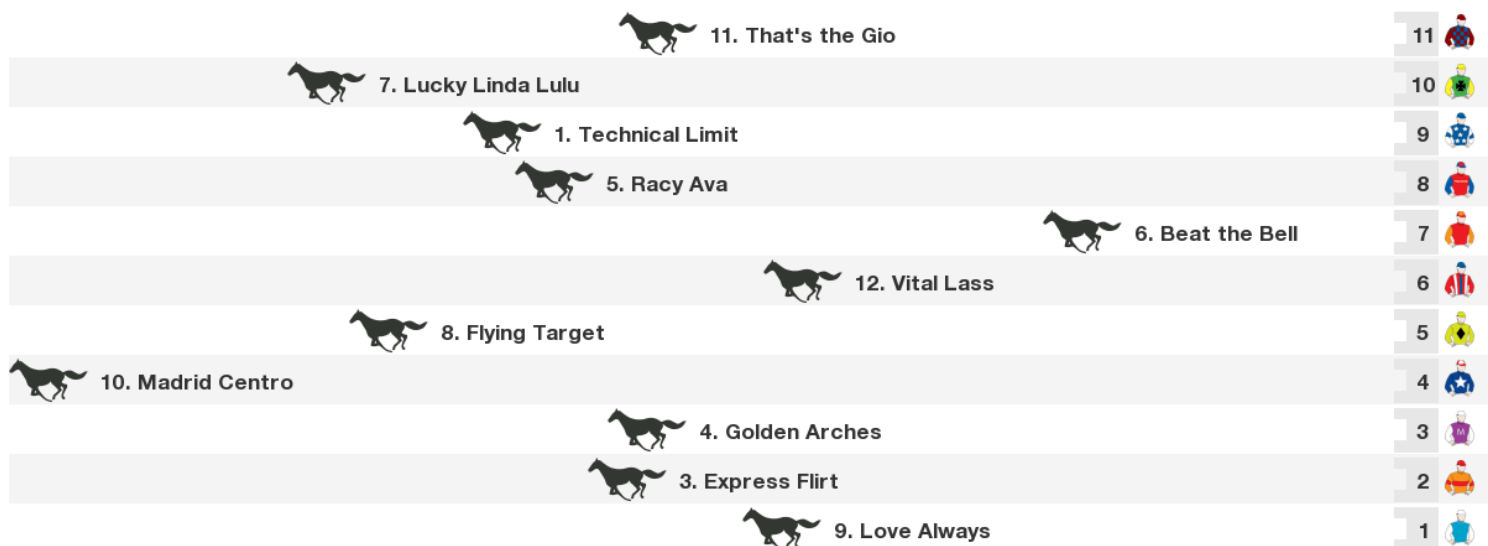 11. That's the Gio 11
7. Lucky Linda Lulu 10
1. Technical Limit 9
5. Racy Ava 8
6. Beat the Bell 7
12. Vital Lass 6
8. Flying Target 5
10. Madrid Centro 4
4. Golden Arches 3 M
3. Express Flirt 2
9. Love Always 1